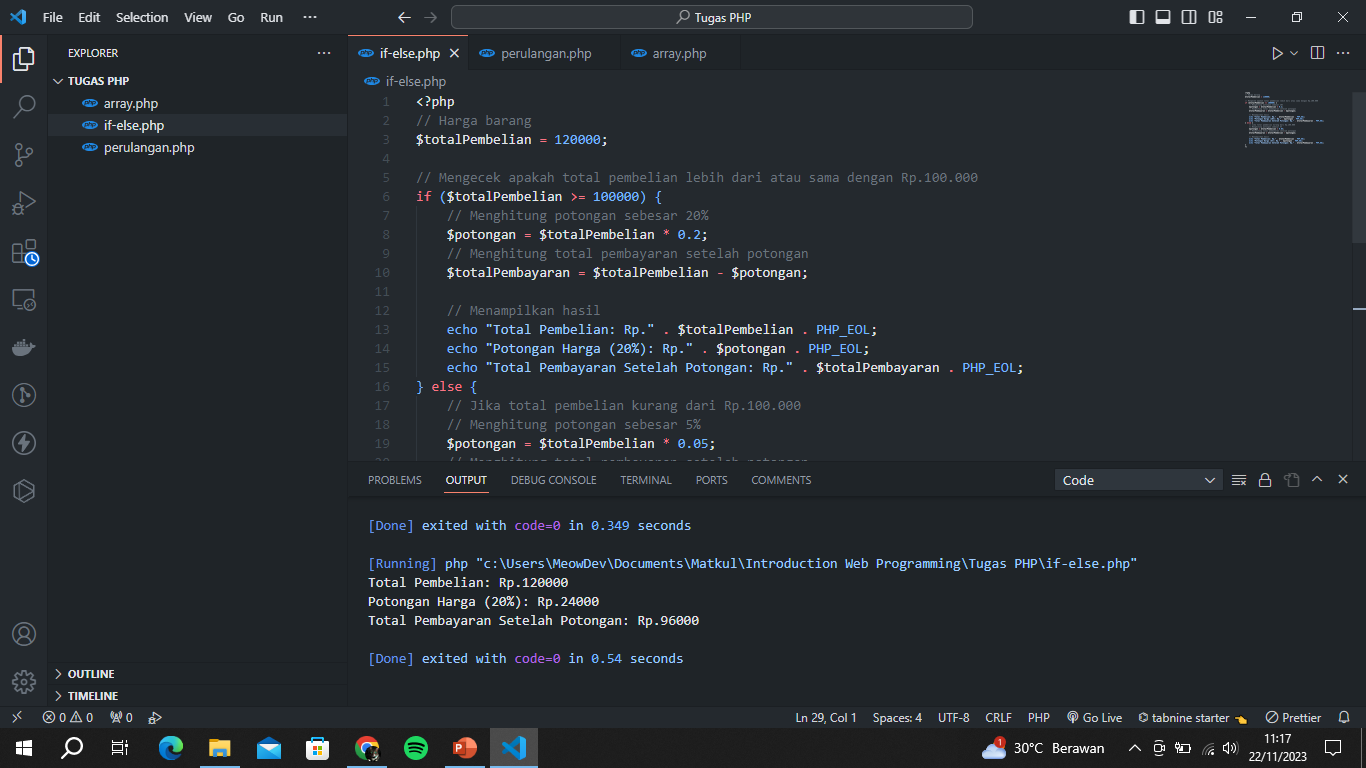 File Edit Selection View Go Run ··· Tugas PHP
EXPLORER ···
TUGAS PHP
array.php
if-else.php
perulangan.php
OUTLINE
TIMELINE
if-else.php perulangan.php array.php
if-else.php
1 <?php
2 // Harga barang
3 $totalPembelian = 120000;
4
5 // Mengecek apakah total pembelian lebih dari atau sama dengan Rp.100.000
6 if ($totalPembelian >= 100000) {
7 // Menghitung potongan sebesar 20%
8 $potongan = $totalPembelian * 0.2;
9 // Menghitung total pembayaran setelah potongan
10 $totalPembayaran = $totalPembelian - $potongan;
11
12 // Menampilkan hasil
13 echo "Total Pembelian: Rp." . $totalPembelian . PHP_EOL;
14 echo "Potongan Harga (20%): Rp." . $potongan . PHP_EOL;
15 echo "Total Pembayaran Setelah Potongan: Rp." . $totalPembayaran . PHP_EOL;
16 } else {
17 // Jika total pembelian kurang dari Rp.100.000
18 // Menghitung potongan sebesar 5%
19 $potongan = $totalPembelian * 0.05;
20 // Menghitung total pembayaran setelah potongan
PROBLEMS OUTPUT DEBUG CONSOLE TERMINAL PORTS COMMENTS Code
[Done] exited with code=0 in 0.349 seconds
[Running] php "c:\Users\MeowDev\Documents\Matkul\Introduction Web Programming\Tugas PHP\if-else.php"
Total Pembelian: Rp.120000
Potongan Harga (20%): Rp.24000
Total Pembayaran Setelah Potongan: Rp.96000
[Done] exited with code=0 in 0.54 seconds
0 0 0 Ln 29, Col 1 Spaces: 4 UTF-8 CRLF PHP Go Live tabnine starter Prettier
1 30°C Berawan 11:17
22/11/2023